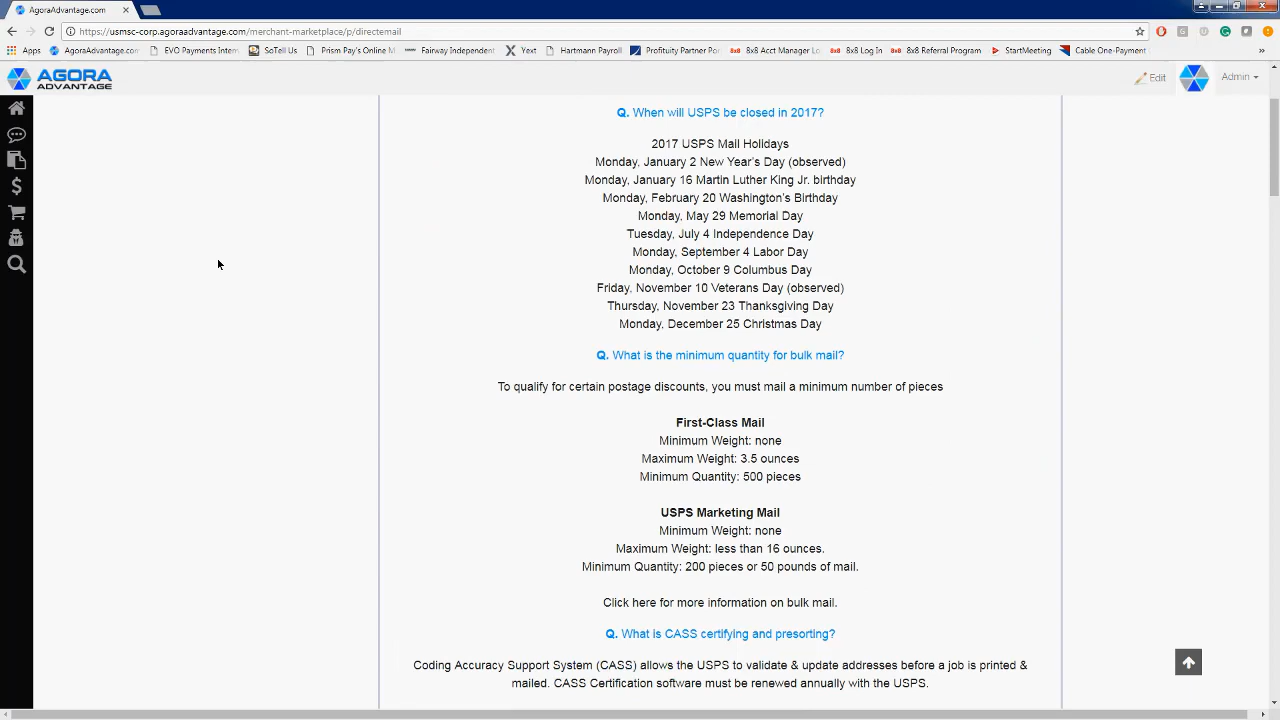 AgoraAdvantage.com
https://usmsc-corp.agoraadvantage.com/merchant-marketplace/p/directemail
Apps AgoraAdvantage.com EVO Payments Intern SoTellUs Prism Pay's Online M Fairway Independent Yext Hartmann Payroll Profituity Partner Por 8x8 Acct Manager Lo 8x8 Log In 8x8 Referral Program StartMeeting Cable One-Payment
AGORA
ADVANTAGE
Edit Admin
Q. When will USPS be closed in 2017?
2017 USPS Mail Holidays
Monday, January 2 New Year's Day (observed)
Monday, January 16 Martin Luther King Jr. birthday
Monday, February 20 Washington's Birthday
Monday, May 29 Memorial Day
Tuesday, July 4 Independence Day
Monday, September 4 Labor Day
Monday, October 9 Columbus Day
Friday, November 10 Veterans Day (observed)
Thursday, November 23 Thanksgiving Day
Monday, December 25 Christmas Day
Q. What is the minimum quantity for bulk mail?
To qualify for certain postage discounts, you must mail a minimum number of pieces
First-Class Mail
Minimum Weight: none
Maximum Weight: 3.5 ounces
Minimum Quantity: 500 pieces
USPS Marketing Mail
Minimum Weight: none
Maximum Weight: less than 16 ounces.
Minimum Quantity: 200 pieces or 50 pounds of mail.
Click here for more information on bulk mail.
Q. What is CASS certifying and presorting?
Coding Accuracy Support System (CASS) allows the USPS to validate & update addresses before a job is printed &
mailed. CASS Certification software must be renewed annually with the USPS.